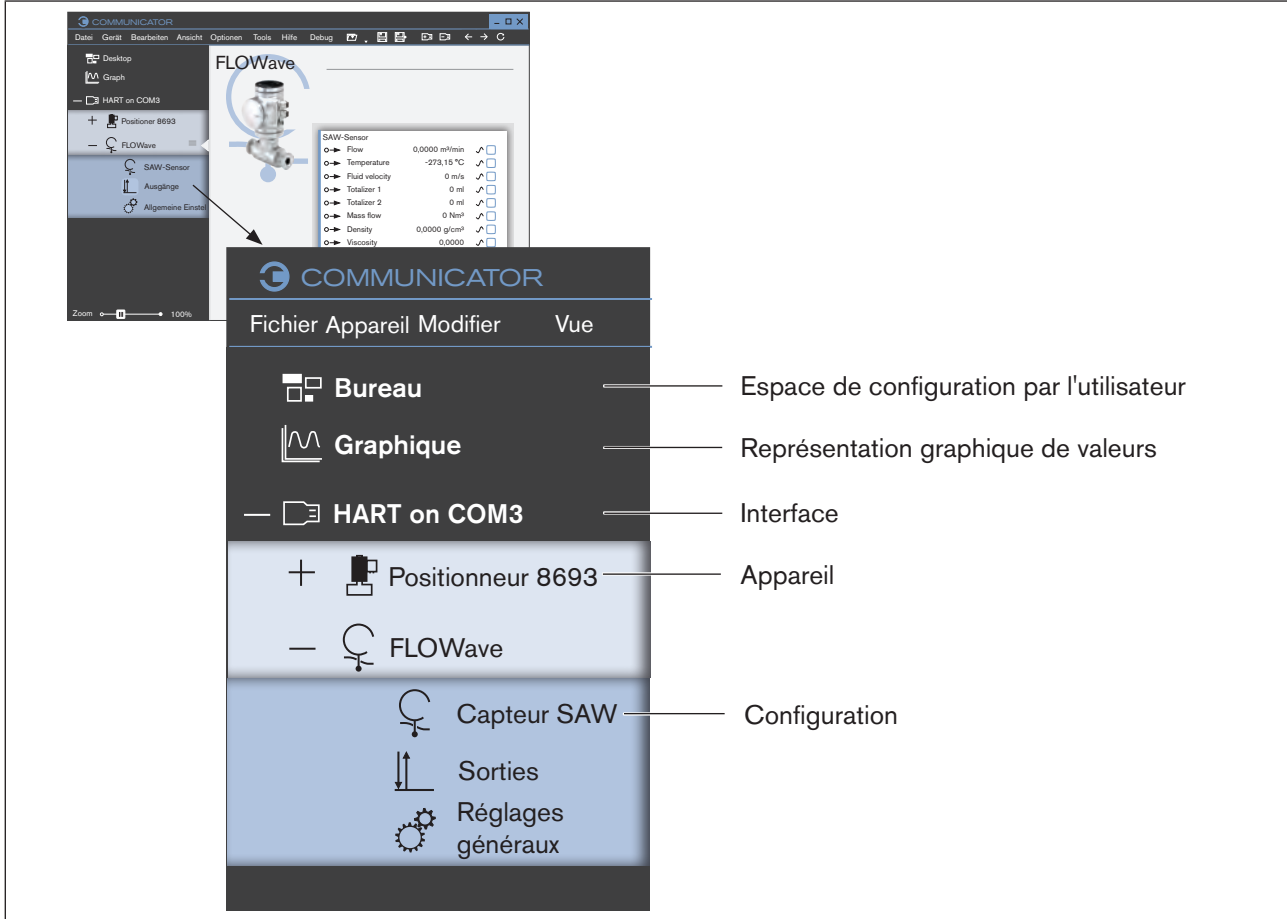 COMMUNICATOR
Datei Gerät Bearbeiten Ansicht Optionen Tools Hilfe Debug
Desktop
Graph
HART on COM3
Positioner 8693
FLOWave
SAW-Sensor
Ausgänge
Allgemeine Einstel
Zoom 100%
FLOWave
SAW-Sensor
Flow 0,0000 m³/min
Temperature -273,15 °C
Fluid velocity 0 m/s
Totalizer 1 0 ml
Totalizer 2 0 ml
Mass flow 0 Nm³
Density 0,0000 g/cm³
Viscosity 0,0000
COMMUNICATOR
Fichier Appareil Modifier Vue
Bureau Espace de configuration par l'utilisateur
Graphique Représentation graphique de valeurs
HART on COM3 Interface
Positionneur 8693 Appareil
FLOWave
Capteur SAW Configuration
Sorties
Réglages
généraux